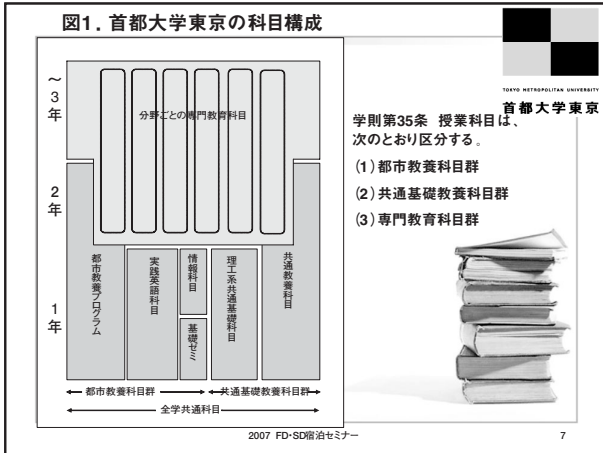 図1. 首都大学東京の科目構成
TOKYO METROPOLITAN UNIVERSITY
首都大学東京
～3年
2年
1年
分野ごとの専門教育科目
都市教養プログラム
実践英語科目
情報科目
基礎ゼミ
理工系共通基礎科目
共通教養科目
都市教養科目群
共通基礎教養科目群
全学共通科目
学則第35条 授業科目は、
次のとおり区分する。
(1)都市教養科目群
(2)共通基礎教養科目群
(3)専門教育科目群
2007 FD・SD宿泊セミナー
7